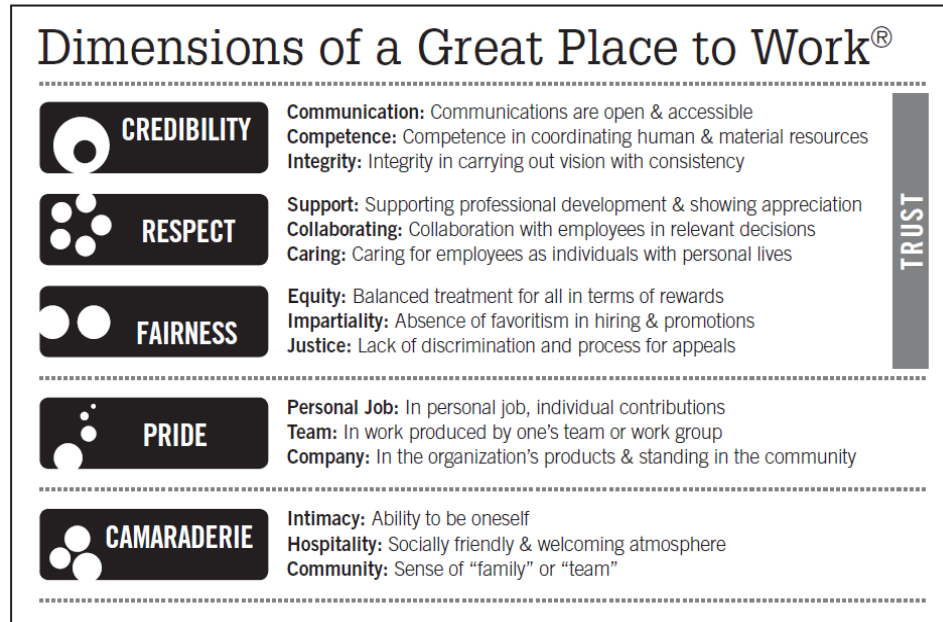 Dimensions of a Great Place to Work®
CREDIBILITY
Communication: Communications are open & accessible
Competence: Competence in coordinating human & material resources
Integrity: Integrity in carrying out vision with consistency
RESPECT
Support: Supporting professional development & showing appreciation
Collaborating: Collaboration with employees in relevant decisions
Caring: Caring for employees as individuals with personal lives
FAIRNESS
Equity: Balanced treatment for all in terms of rewards
Impartiality: Absence of favoritism in hiring & promotions
Justice: Lack of discrimination and process for appeals
TRUST
PRIDE
Personal Job: In personal job, individual contributions
Team: In work produced by one's team or work group
Company: In the organization's products & standing in the community
CAMARADERIE
Intimacy: Ability to be oneself
Hospitality: Socially friendly & welcoming atmosphere
Community: Sense of “family” or “team”